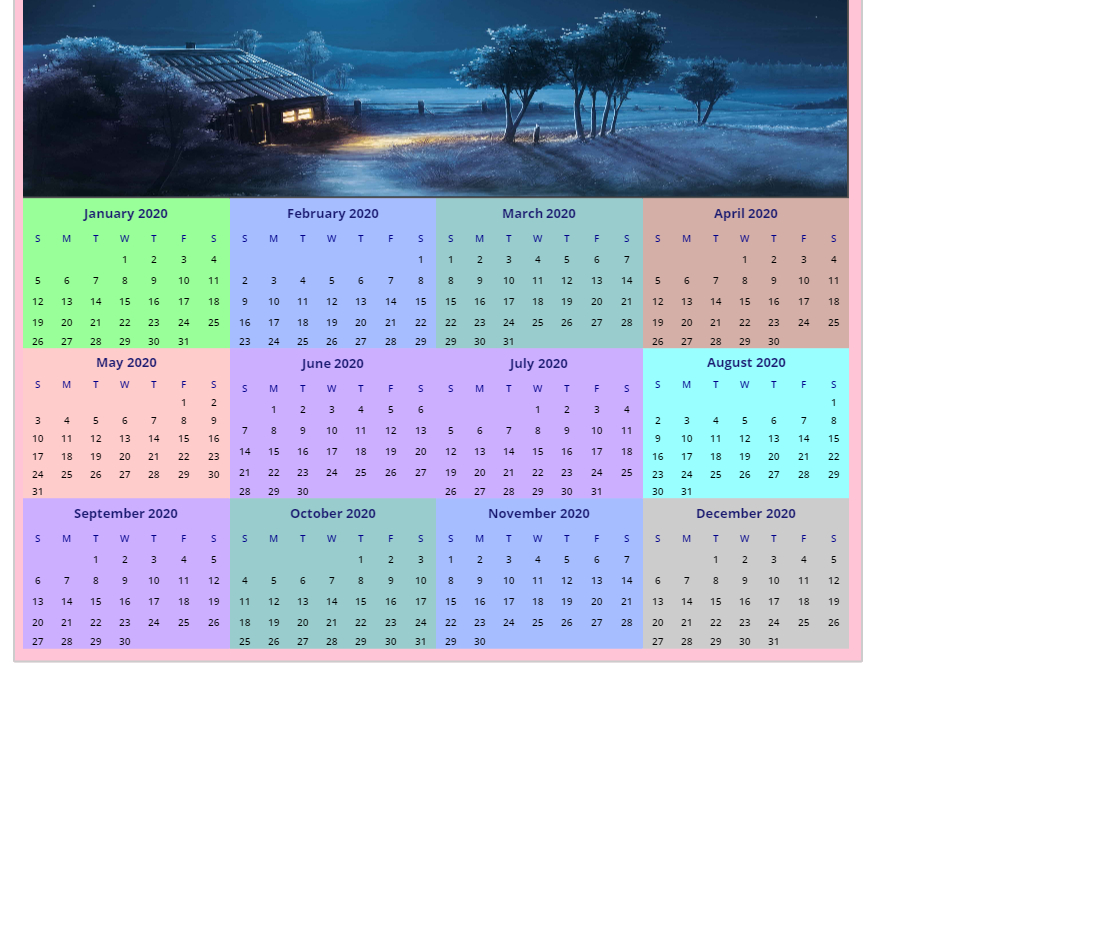 January 2020
S M T W T F S
1 2 3 4
5 6 7 8 9 10 11
12 13 14 15 16 17 18
19 20 21 22 23 24 25
26 27 28 29 30 31
February 2020
S M T W T F S
1
2 3 4 5 6 7 8
9 10 11 12 13 14 15
16 17 18 19 20 21 22
23 24 25 26 27 28 29
March 2020
S M T W T F S
1 2 3 4 5 6 7
8 9 10 11 12 13 14
15 16 17 18 19 20 21
22 23 24 25 26 27 28
29 30 31
April 2020
S M T W T F S
1 2 3 4
5 6 7 8 9 10 11
12 13 14 15 16 17 18
19 20 21 22 23 24 25
26 27 28 29 30
May 2020
S M T W T F S
1 2
3 4 5 6 7 8 9
10 11 12 13 14 15 16
17 18 19 20 21 22 23
24 25 26 27 28 29 30
31
June 2020
S M T W T F S
1 2 3 4 5 6
7 8 9 10 11 12 13
14 15 16 17 18 19 20
21 22 23 24 25 26 27
28 29 30
July 2020
S M T W T F S
1 2 3 4
5 6 7 8 9 10 11
12 13 14 15 16 17 18
19 20 21 22 23 24 25
26 27 28 29 30 31
August 2020
S M T W T F S
1
2 3 4 5 6 7 8
9 10 11 12 13 14 15
16 17 18 19 20 21 22
23 24 25 26 27 28 29
30 31
September 2020
S M T W T F S
1 2 3 4 5
6 7 8 9 10 11 12
13 14 15 16 17 18 19
20 21 22 23 24 25 26
27 28 29 30
October 2020
S M T W T F S
1 2 3
4 5 6 7 8 9 10
11 12 13 14 15 16 17
18 19 20 21 22 23 24
25 26 27 28 29 30 31
November 2020
S M T W T F S
1 2 3 4 5 6 7
8 9 10 11 12 13 14
15 16 17 18 19 20 21
22 23 24 25 26 27 28
29 30
December 2020
S M T W T F S
1 2 3 4 5
6 7 8 9 10 11 12
13 14 15 16 17 18 19
20 21 22 23 24 25 26
27 28 29 30 31